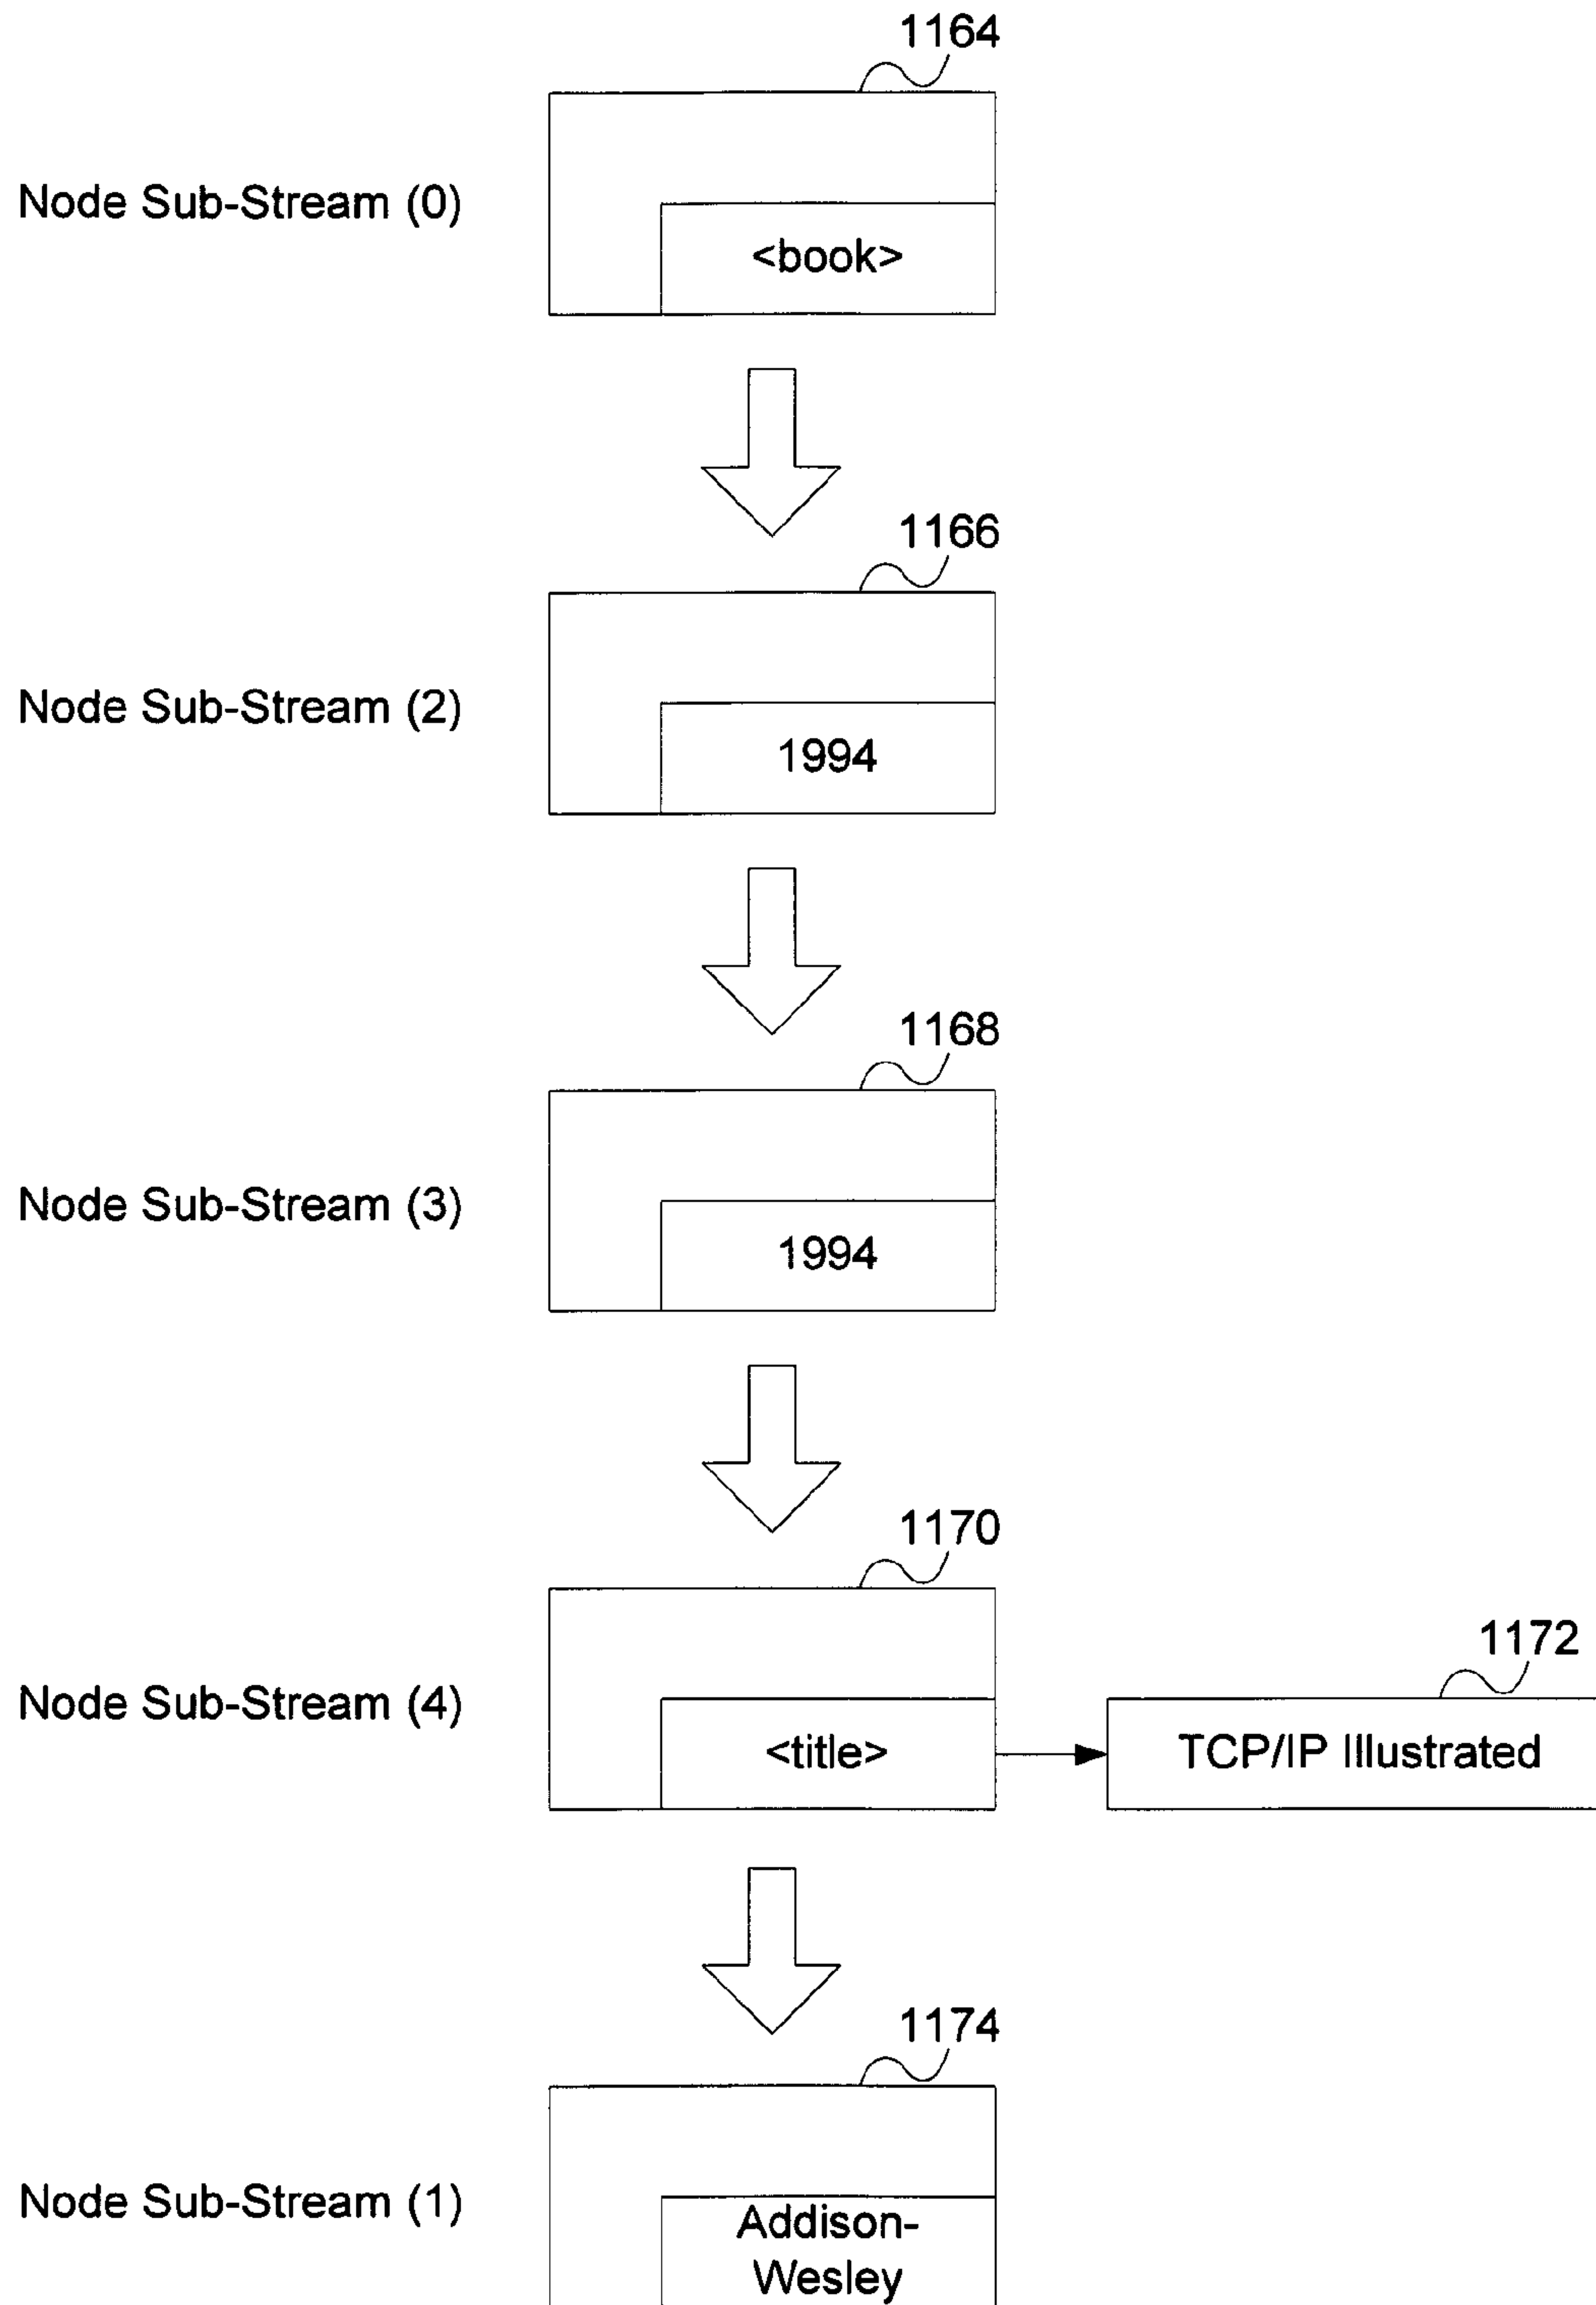 1164
Node Sub-Stream (0)
<book>
1166
Node Sub-Stream (2)
1994
1168
Node Sub-Stream (3)
1994
1170
1172
Node Sub-Stream (4)
<title>
TCP/IP Illustrated
1174
Node Sub-Stream (1)
Addison-
Wesley